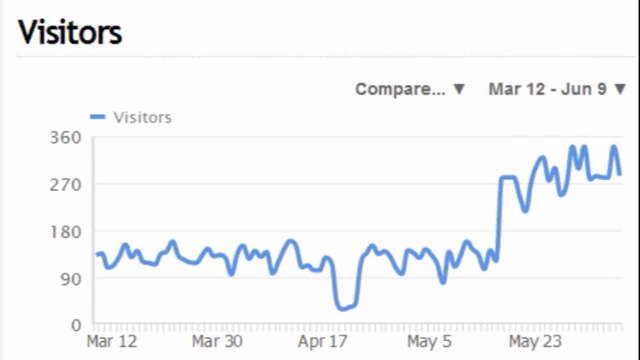 Visitors
Compare... ▼ Mar 12 - Jun 9 ▼
Visitors
360
270
180
90
0
Mar 12 Mar 30 Apr 17 May 5 May 23